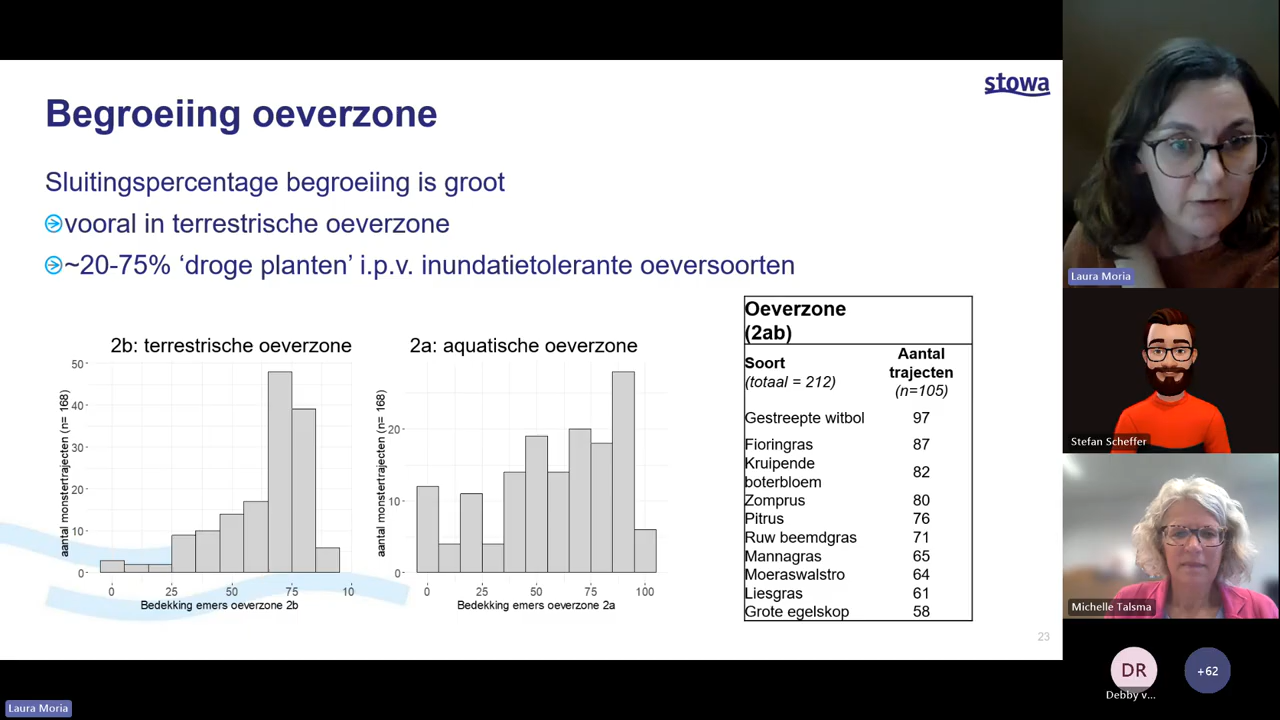 stowa
Begroeiing oeverzone
Sluitingspercentage begroeiing is groot
vooral in terrestrische oeverzone
~20-75% ‘droge planten’ i.p.v. inundatietolerante oeversoorten
2b: terrestrische oeverzone
50
40
30
20
10
0
aantal monstertrajecten (n= 168)
0 25 50 75 10
Bedekking emers oeverzone 2b
2a: aquatische oeverzone
20
10
0
aantal monstertrajecten (n= 168)
0 25 50 75 100
Bedekking emers oeverzone 2a
Oeverzone
(2ab)
Soort
(totaal = 212)
Aantal
trajecten
(n=105)
Gestreepte witbol 97
Fioringras 87
Kruipende
boterbloem 82
Zomprus 80
Pitrus 76
Ruw beemdgras 71
Mannagras 65
Moeraswalstro 64
Liesgras 61
Grote egelskop 58
23
Laura Moria
Stefan Scheffer
Michelle Talsma
DR
Debby v...
+62
Laura Moria